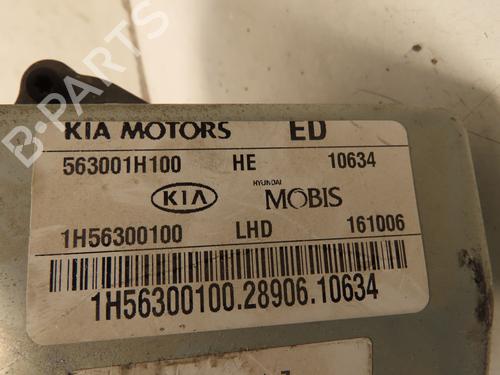 KIA MOTORS ED
563001H100 HE 10634
KIA HYUNDAI MOBIS
1H56300100 LHD 161006
1H56300100.28906.10634
B-PARTS